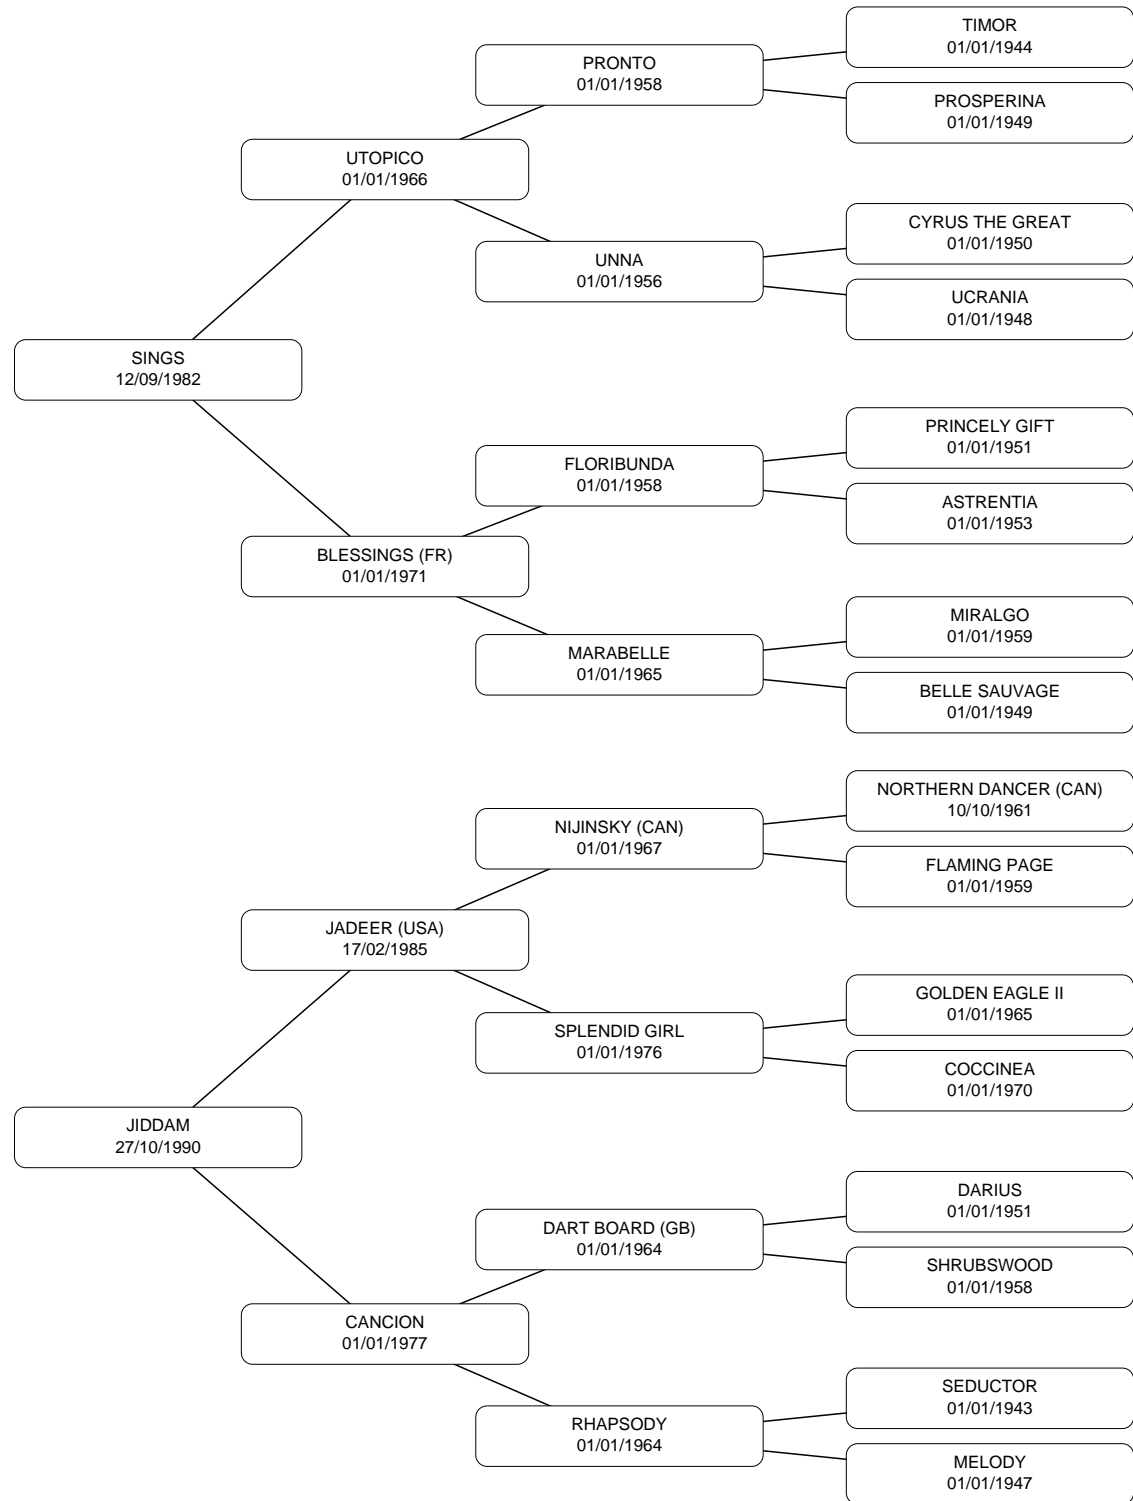 TIMOR
01/01/1944
PRONTO
01/01/1958
PROSPERINA
01/01/1949
UTOPICO
01/01/1966
CYRUS THE GREAT
01/01/1950
UNNA
01/01/1956
UCRANIA
01/01/1948
SINGS
12/09/1982
PRINCELY GIFT
01/01/1951
FLORIBUNDA
01/01/1958
ASTRENTIA
01/01/1953
BLESSINGS (FR)
01/01/1971
MIRALGO
01/01/1959
MARABELLE
01/01/1965
BELLE SAUVAGE
01/01/1949
NORTHERN DANCER (CAN)
10/10/1961
NIJINSKY (CAN)
01/01/1967
FLAMING PAGE
01/01/1959
JADEER (USA)
17/02/1985
GOLDEN EAGLE II
01/01/1965
SPLENDID GIRL
01/01/1976
COCCINEA
01/01/1970
JIDDAM
27/10/1990
DARIUS
01/01/1951
DART BOARD (GB)
01/01/1964
SHRUBSWOOD
01/01/1958
CANCION
01/01/1977
SEDUCTOR
01/01/1943
RHAPSODY
01/01/1964
MELODY
01/01/1947